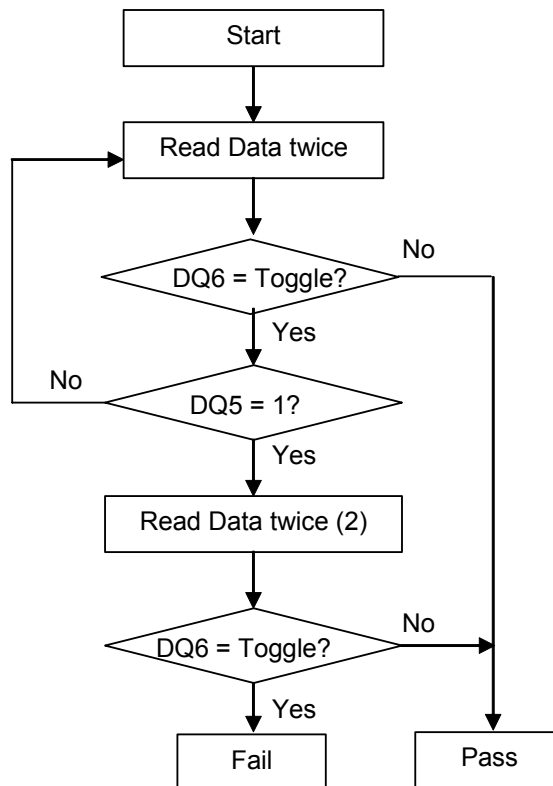 Start
Read Data twice
No
DQ6 = Toggle?
Yes
No
DQ5 = 1?
Yes
Read Data twice (2)
No
DQ6 = Toggle?
Yes
Fail
Pass